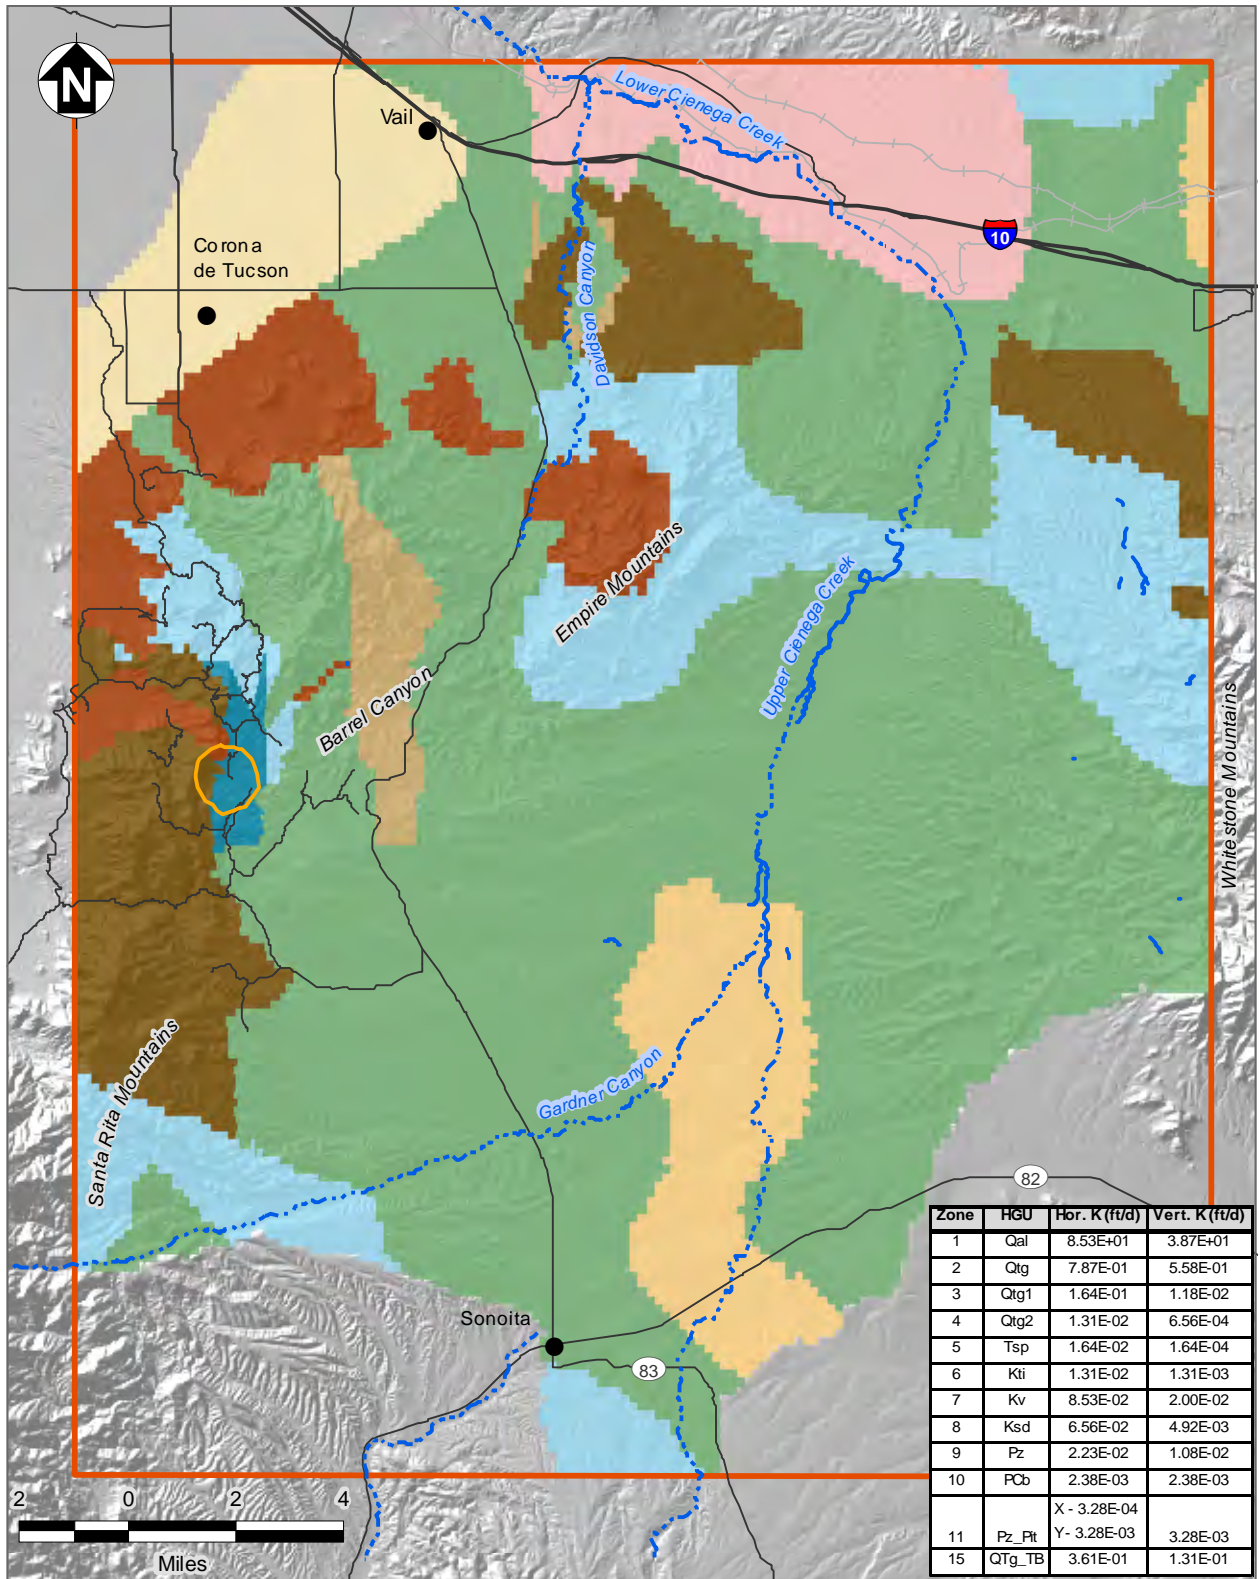 N
Lower Cienega Creek
Vail
10
Corona
de Tucson
Davidson Canyon
Empire Mountains
Upper Cienega Creek
Barrel Canyon
Whitestone Mountains
Santa Rita Mountains
Gardner Canyon
82
Sonoita
83
Zone HGU Hor. K (ft/d) Vert. K (ft/d)
1 Qal 8.53E+01 3.87E+01
2 Qtg 7.87E-01 5.58E-01
3 Qtg1 1.64E-01 1.18E-02
4 Qtg2 1.31E-02 6.56E-04
5 Tsp 1.64E-02 1.64E-04
6 Kti 1.31E-02 1.31E-03
7 Kv 8.53E-02 2.00E-02
8 Ksd 6.56E-02 4.92E-03
9 Pz 2.23E-02 1.08E-02
10 PCb 2.38E-03 2.38E-03
11 Pz_Pit X - 3.28E-04
Y- 3.28E-03 3.28E-03
15 QTg_TB 3.61E-01 1.31E-01
2 0 2 4
Miles